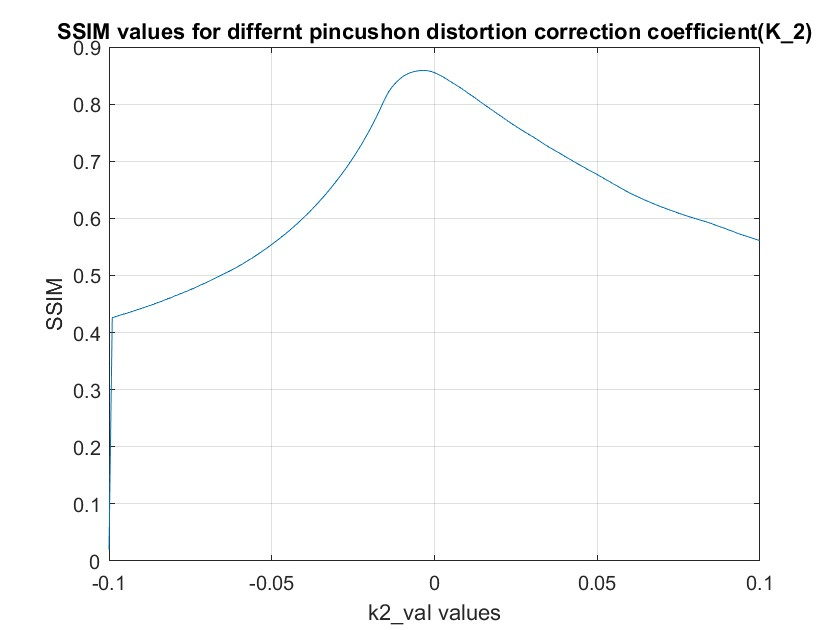 SSIM values for differnt pincushon distortion correction coefficient(K_2)
0.9
0.8
0.7
0.6
0.5
0.4
0.3
0.2
0.1
0
SSIM
-0.1 -0.05 0 0.05 0.1
k2_val values